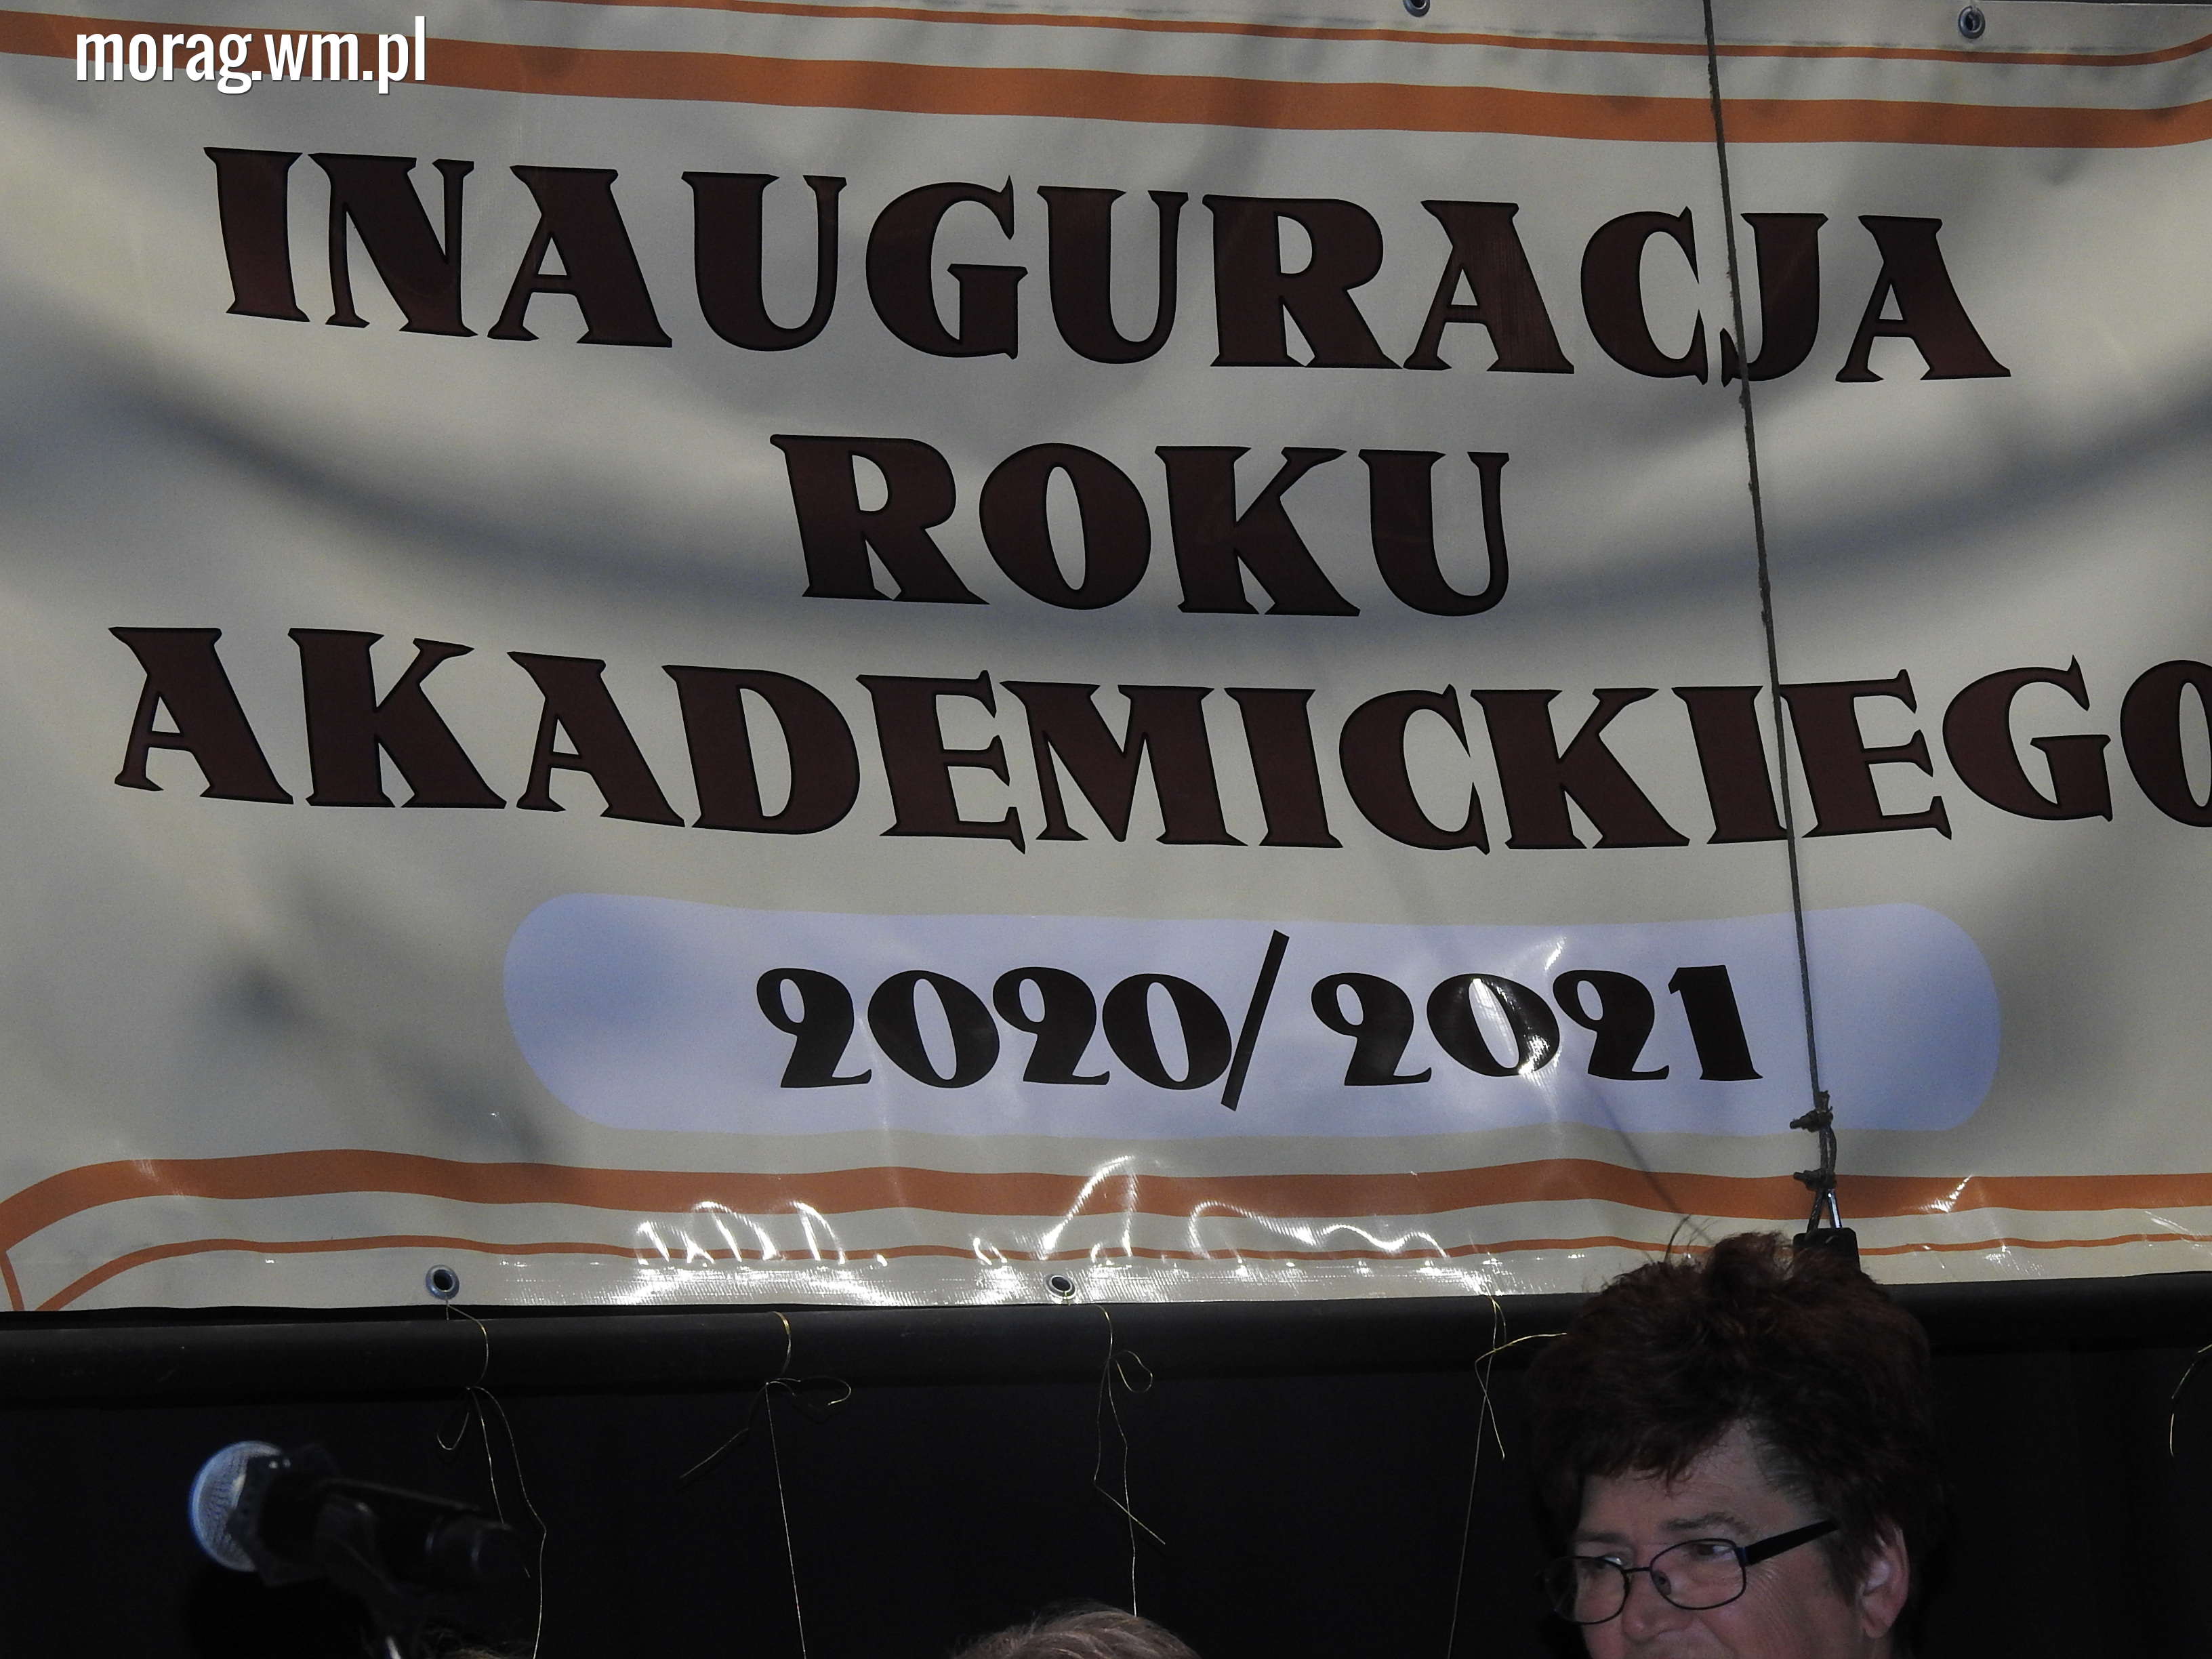 morag.wm.pl
INAUGURACJA
ROKU
AKADEMICKIEGO
2020/2021